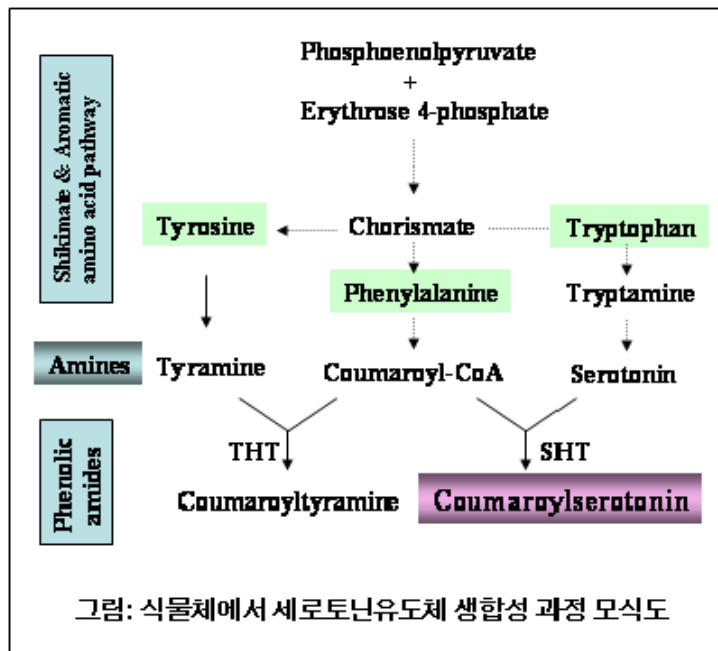 Phosphoenolpyruvate
+
Erythrose 4-phosphate
Shikimate & Aromatic
amino acid pathway
Tyrosine
Chorismate
Tryptophan
Phenylalanine
Tryptamine
Amines
Tyramine
Coumaroyl-CoA
Serotonin
Phenolic
amides
THT
SHT
Coumaroyltyramine
Coumaroylserotonin
그림: 식물체에서 세로토닌유도체 생합성 과정 모식도